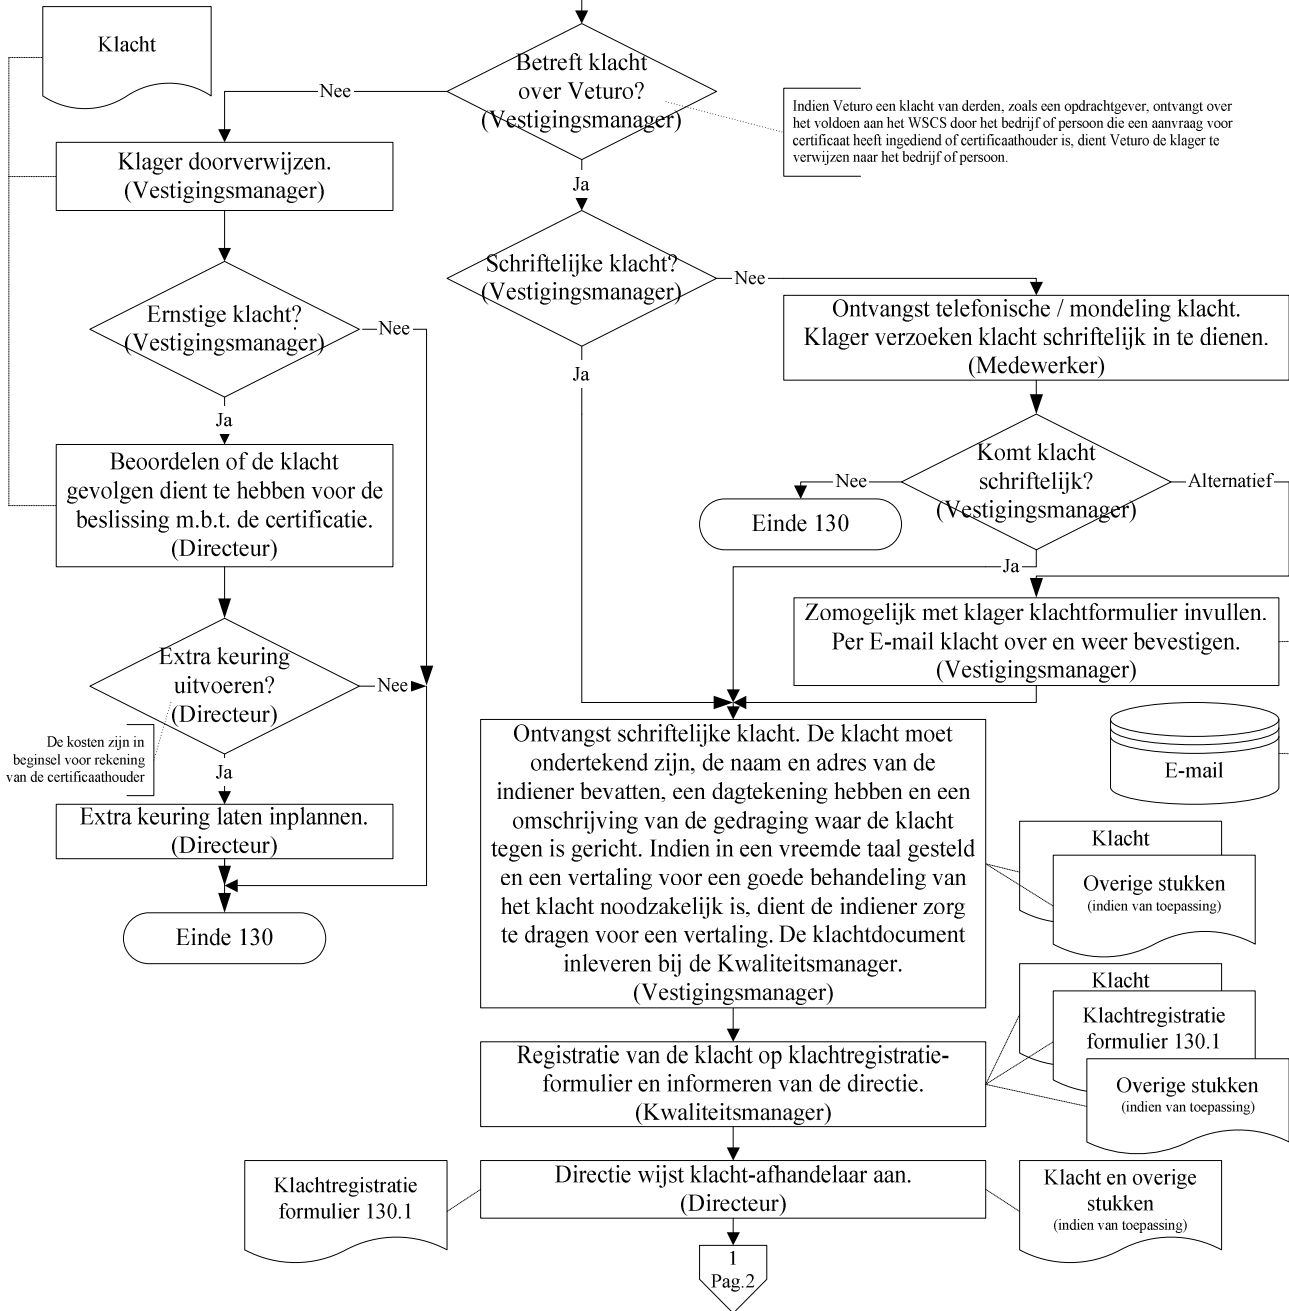 Klacht
Betreft klacht
over Veturo?
(Vestigingsmanager)
Nee
Indien Veturo een klacht van derden, zoals een opdrachtgever, ontvangt over
het voldoen aan het WSCS door het bedrijf of persoon die een aanvraag voor
certificaat heeft ingediend of certificaathouder is, dient Veturo de klager te
verwijzen naar het bedrijf of persoon.
Klager doorverwijzen.
(Vestigingsmanager)
Ja
Schriftelijke klacht?
(Vestigingsmanager)
Nee
Ernstige klacht?
(Vestigingsmanager)
Nee
Ontvangst telefonische / mondeling klacht.
Klager verzoeken klacht schriftelijk in te dienen.
(Medewerker)
Ja
Ja
Beoordelen of de klacht
gevolgen dient te hebben voor de
beslissing m.b.t. de certificatie.
(Directeur)
Komt klacht
schriftelijk?
(Vestigingsmanager)
Nee
Alternatief
Einde 130
Ja
Zomogelijk met klager klachtformulier invullen.
Per E-mail klacht over en weer bevestigen.
(Vestigingsmanager)
Extra keuring
uitvoeren?
(Directeur)
Nee
De kosten zijn in
beginsel voor rekening
van de certificaathouder
Ja
Extra keuring laten inplannen.
(Directeur)
Einde 130
E-mail
Ontvangst schriftelijke klacht. De klacht moet
ondertekend zijn, de naam en adres van de
indiener bevatten, een dagtekening hebben en een
omschrijving van de gedraging waar de klacht
tegen is gericht. Indien in een vreemde taal gesteld
en een vertaling voor een goede behandeling van
het klacht noodzakelijk is, dient de indiener zorg
te dragen voor een vertaling. De klachtdocument
inleveren bij de Kwaliteitsmanager.
(Vestigingsmanager)
Klacht
Overige stukken
(indien van toepassing)
Registratie van de klacht op klachtregistratie-
formulier en informeren van de directie.
(Kwaliteitsmanager)
Klacht
Klachtregistratie
formulier 130.1
Overige stukken
(indien van toepassing)
Klachtregistratie
formulier 130.1
Directie wijst klacht-afhandelaar aan.
(Directeur)
Klacht en overige
stukken
(indien van toepassing)
1
Pag.2